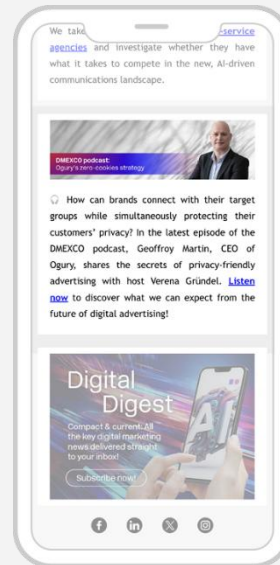 We take
-service
agencies and investigate whether they have
what it takes to compete in the new, AI-driven
communications landscape.
DMEXCO podcast:
Ogury's zero-cookies strategy
How can brands connect with their target
groups while simultaneously protecting their
customers' privacy? In the latest episode of the
DMEXCO podcast, Geoffroy Martin, CEO of
Ogury, shares the secrets of privacy-friendly
advertising with host Verena Gründel. Listen
now to discover what we can expect from the
future of digital advertising!
Digital
Digest
Compact & current: All
the key digital marketing
news delivered straight
to your inbox!
Subscribe now!
AI